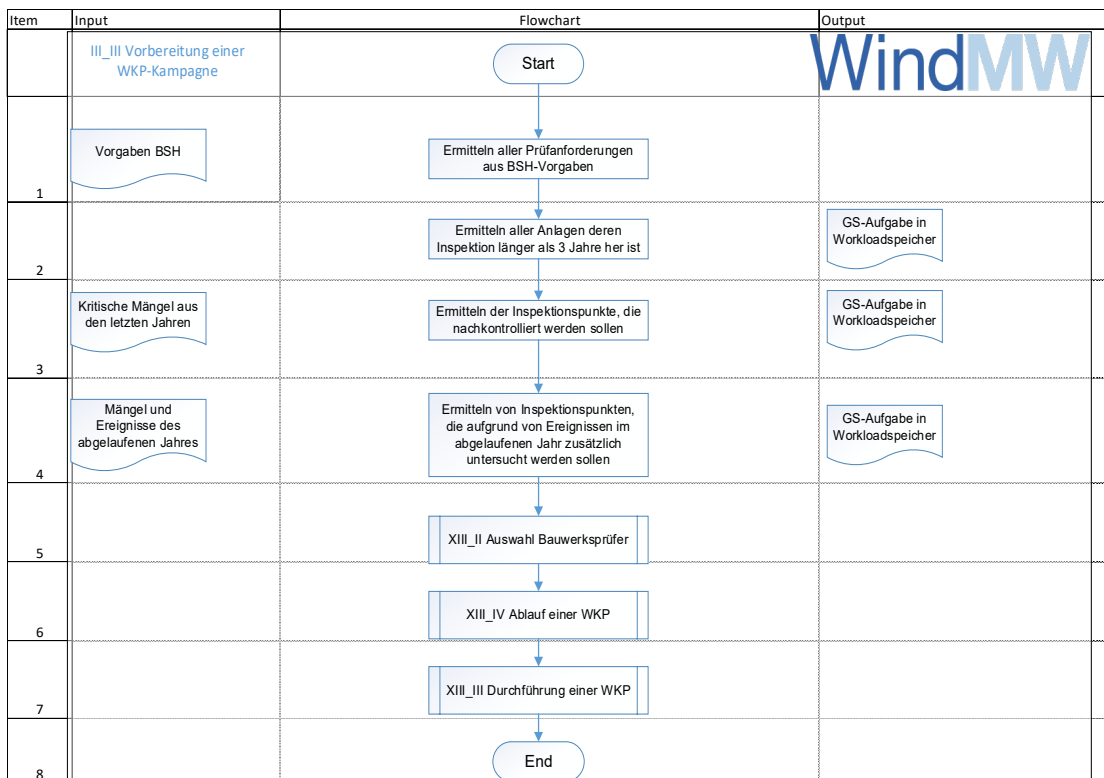 Item Input Flowchart Output
III_III Vorbereitung einer
WKP-Kampagne
Start
WindMW
Vorgaben BSH
Ermitteln aller Prüfanforderungen
aus BSH-Vorgaben
1
Ermitteln aller Anlagen deren
Inspektion länger als 3 Jahre her ist
GS-Aufgabe in
Workloadspeicher
2
Kritische Mängel aus
den letzten Jahren
Ermitteln der Inspektionspunkte, die
nachkontrolliert werden sollen
GS-Aufgabe in
Workloadspeicher
3
Mängel und
Ereignisse des
abgelaufenen Jahres
Ermitteln von Inspektionspunkten,
die aufgrund von Ereignissen im
abgelaufenen Jahr zusätzlich
untersucht werden sollen
GS-Aufgabe in
Workloadspeicher
4
XIII_II Auswahl Bauwerksprüfer
5
XIII_IV Ablauf einer WKP
6
XIII_III Durchführung einer WKP
7
End
8